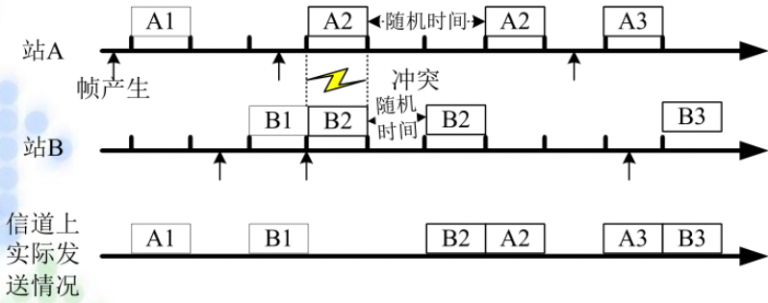 A1 A2 随机时间 A2 A3
站A
帧产生
冲突
B1 B2 随机 B2 B3
时间
站B
信道上
实际发
送情况
A1 B1 B2 A2 A3 B3